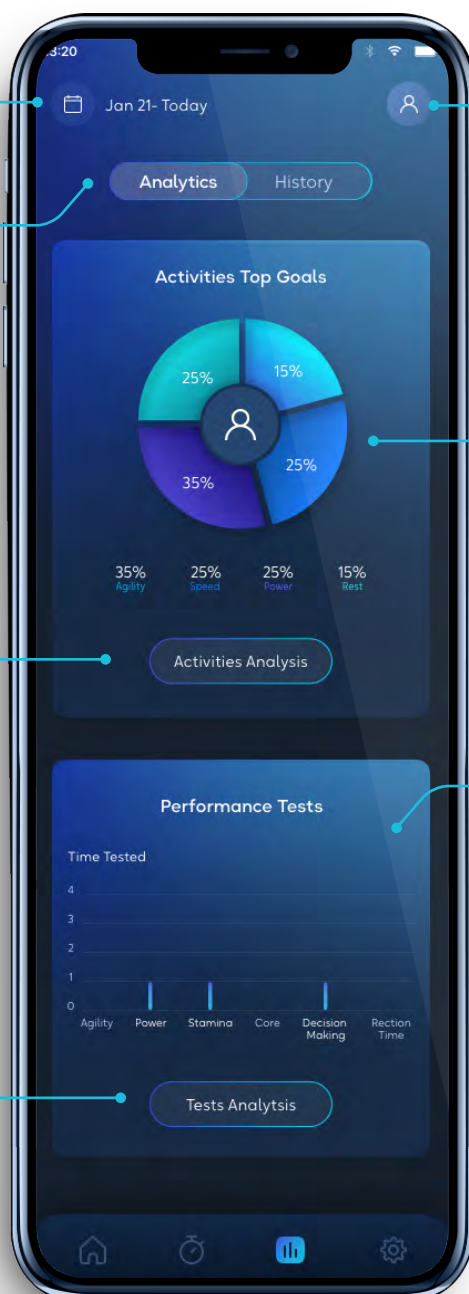 3:20
Jan 21- Today
Analytics
History
Activities Top Goals
25%
15%
35%
25%
35%
25%
25%
15%
Agility
Speed
Power
Rest
Activities Analysis
Performance Tests
Time Tested
4
3
2
1
0
Agility
Power
Stamina
Core
Decision
Making
Rection
Time
Tests Analytsis